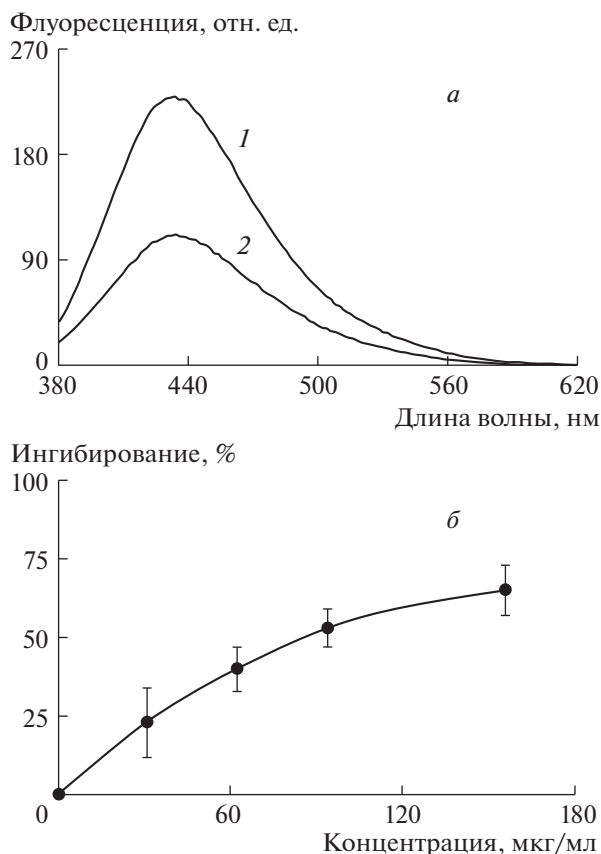 Флуоресценция, отн. ед.
270
а
180
1
90
2
0
380 440 500 560 620
Длина волны, нм
Ингибирование, %
100
б
75
50
25
0 60 120 180
Концентрация, мкг/мл